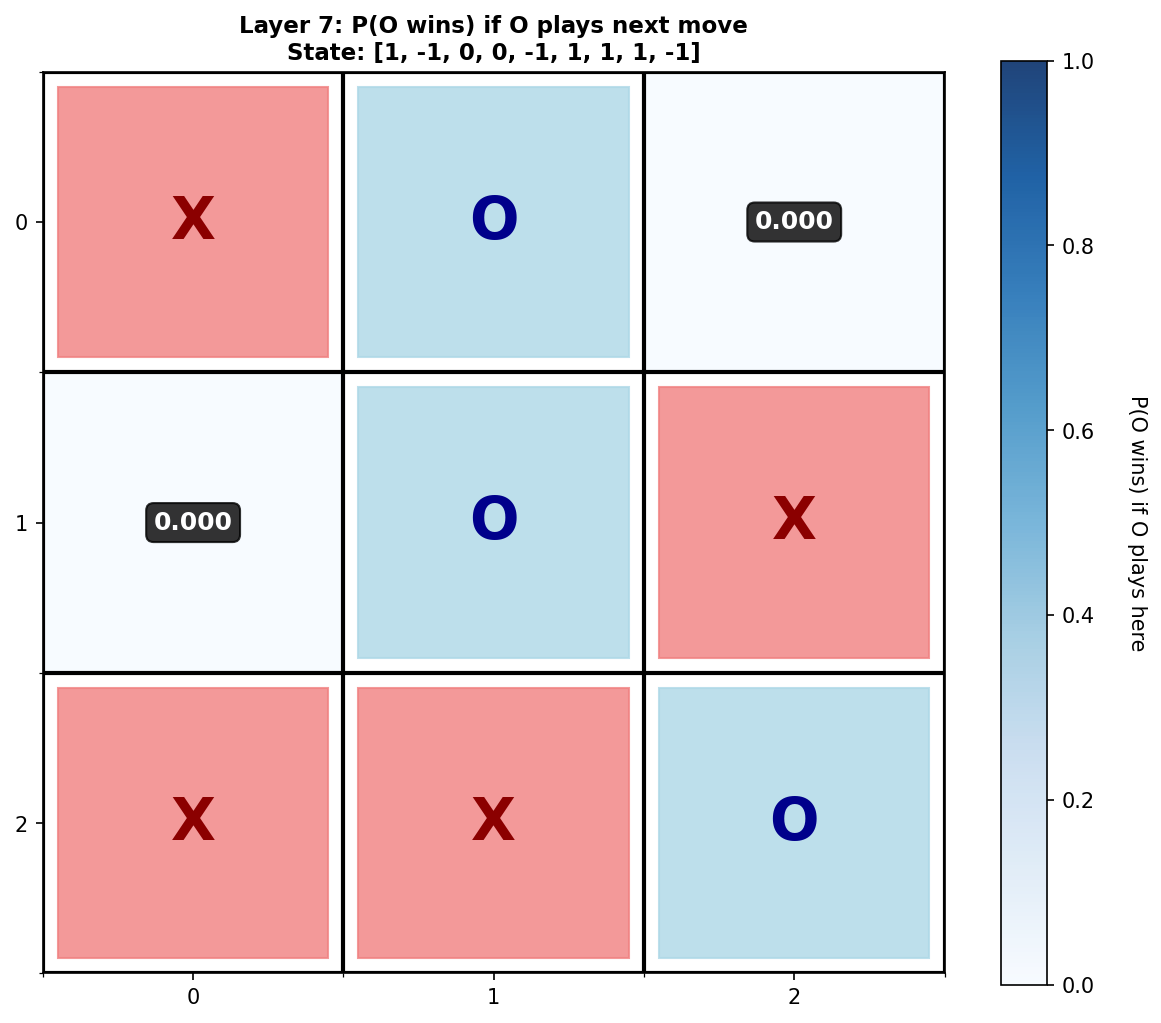 Layer 7: P(O wins) if O plays next move
State: [1, -1, 0, 0, -1, 1, 1, 1, -1]
0
X
O
0.000
1
0.000
O
X
2
X
X
O
0
1
2
1.0
0.8
0.6
0.4
0.2
0.0
P(O wins) if O plays here